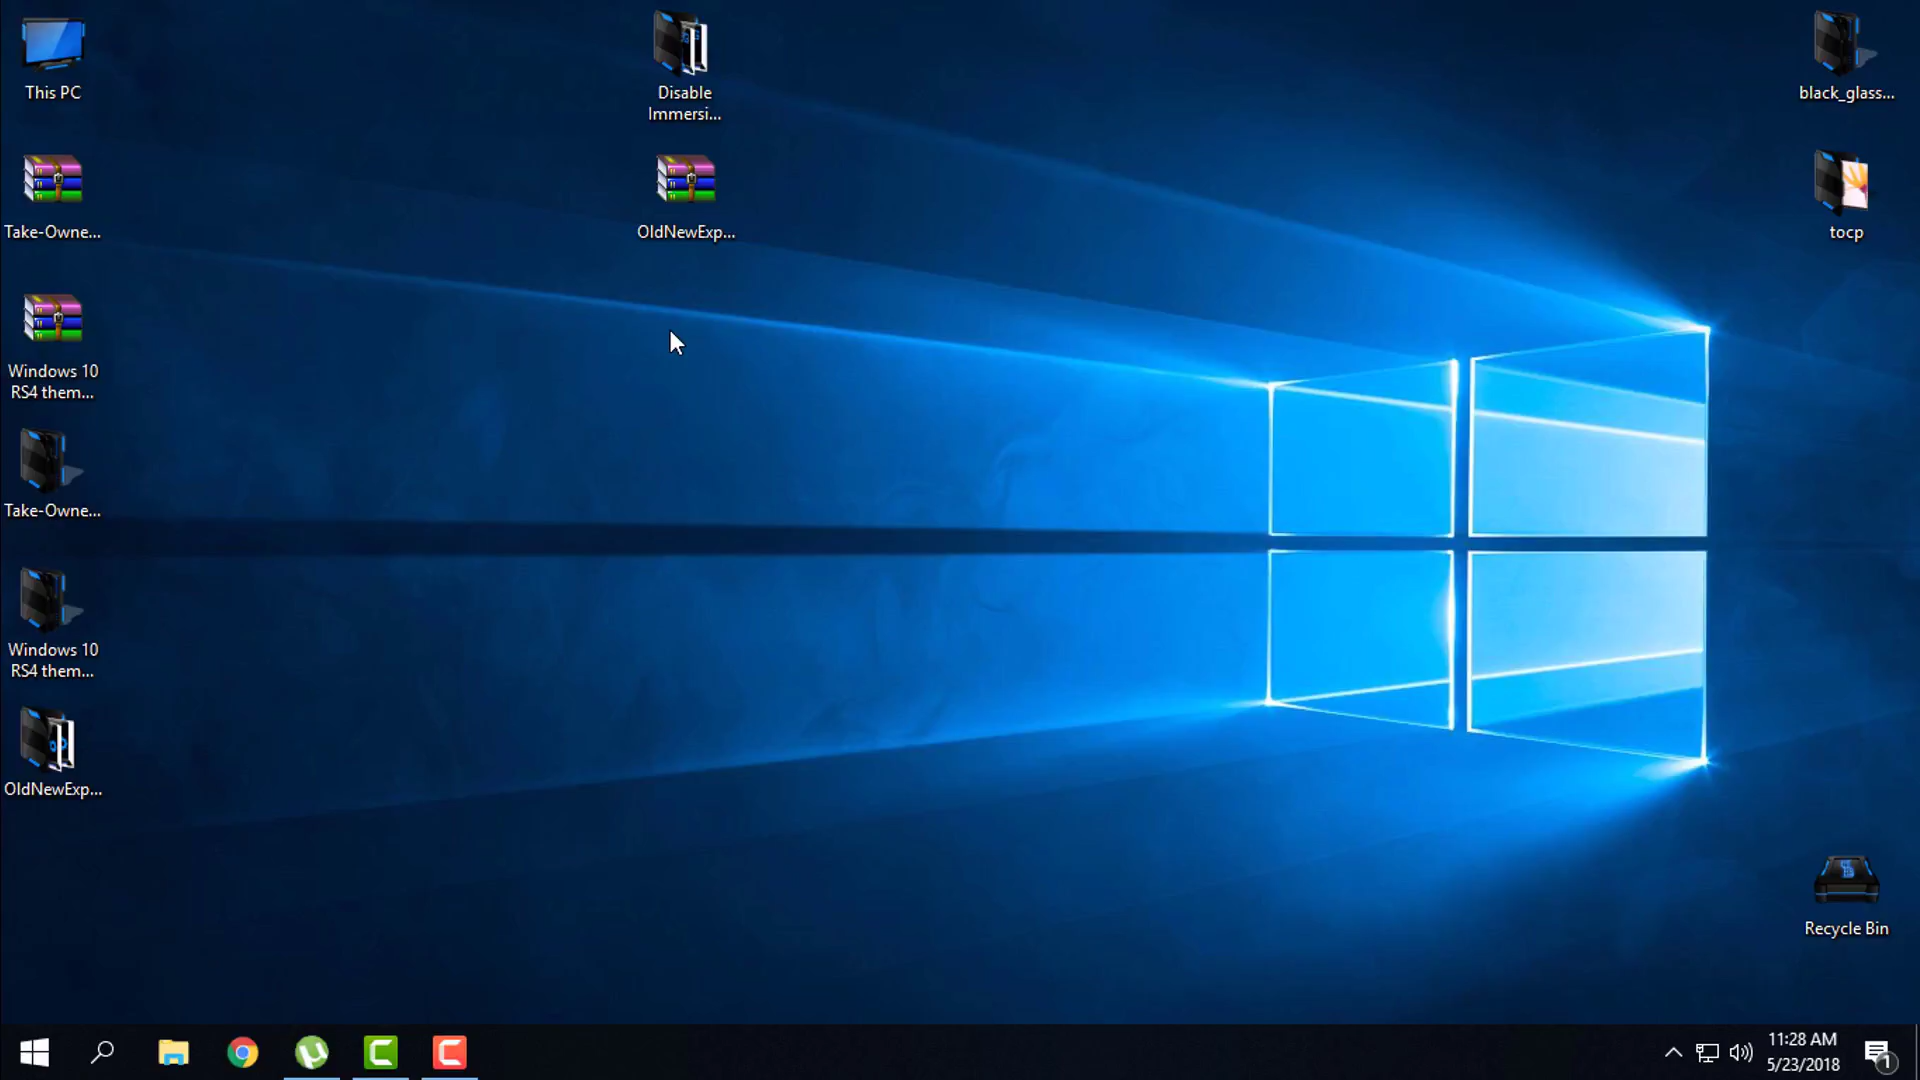 This PC
Take-Owne...
Windows 10
RS4 them...
Take-Owne...
Windows 10
RS4 them...
OldNewExp...
Disable
Immersi...
OldNewExp...
black_glass...
tocp
Recycle Bin
11:28 AM
5/23/2018
1